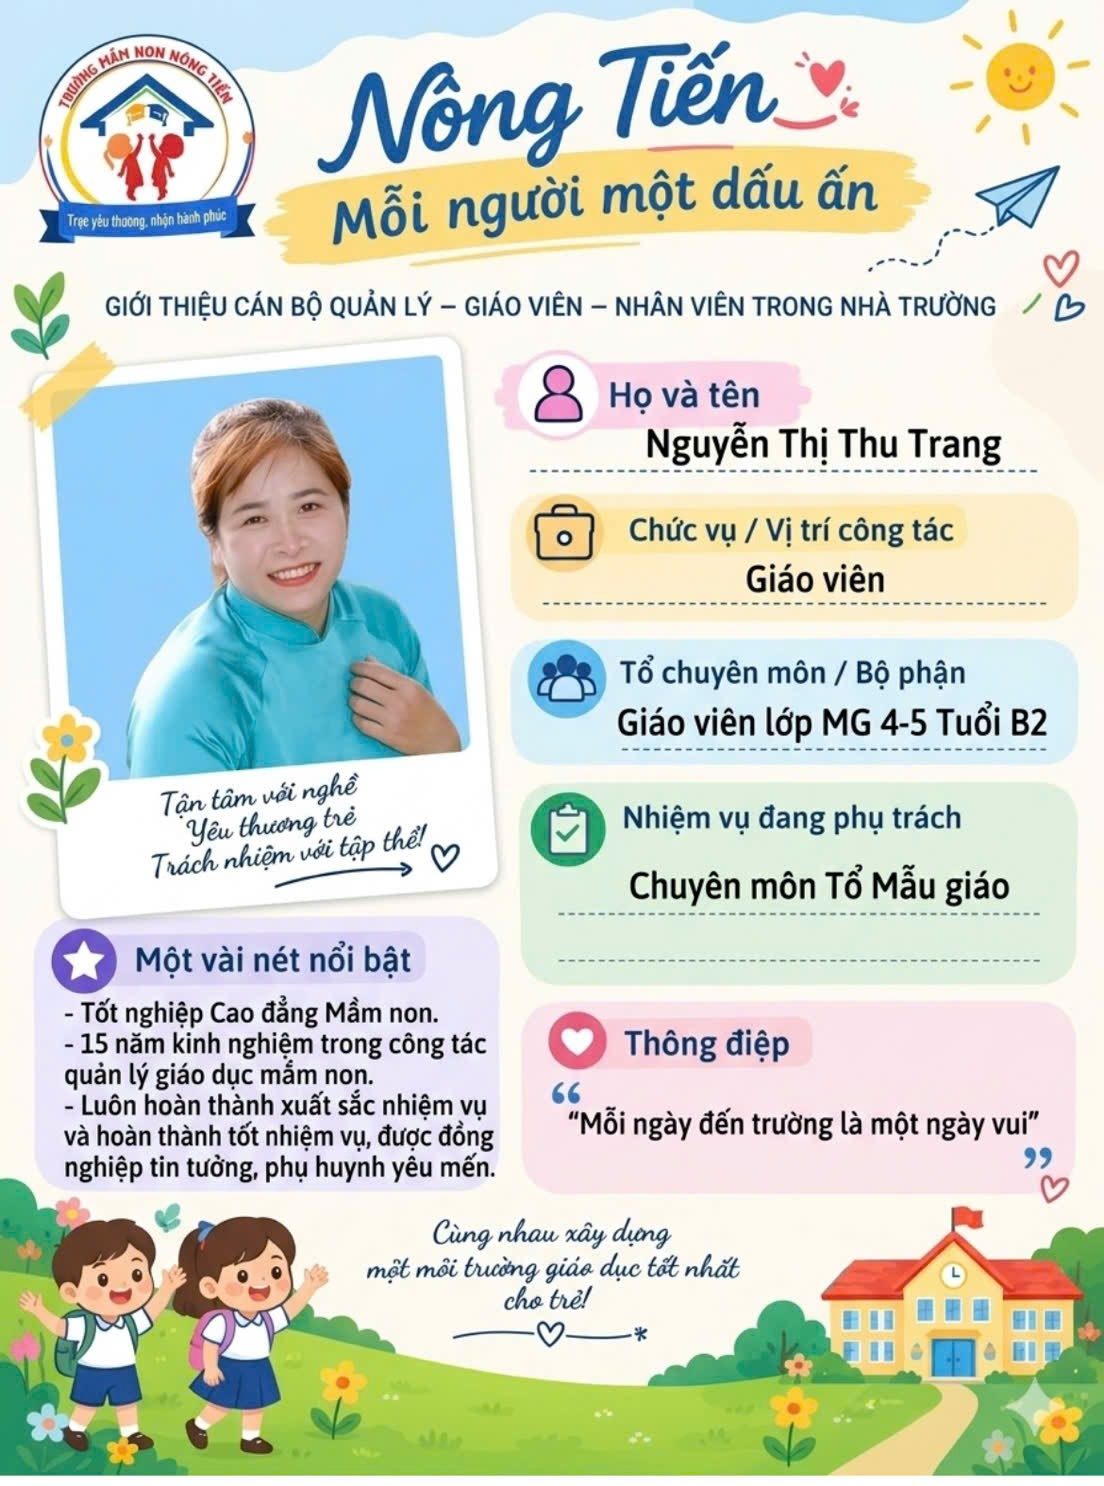 TRƯỜNG MẦM NON NÔNG TIẾN
Trẹc yêu thương, nhận hành phúc
Nông Tiến
Mỗi người một dấu ấn
GIỚI THIỆU CÁN BỘ QUẢN LÝ – GIÁO VIÊN – NHÂN VIÊN TRONG NHÀ TRƯỜNG
Họ và tên
Nguyễn Thị Thu Trang
Chức vụ / Vị trí công tác
Giáo viên
Tổ chuyên môn / Bộ phận
Giáo viên lớp MG 4-5 Tuổi B2
Nhiệm vụ đang phụ trách
Chuyên môn Tổ Mẫu giáo
Tận tâm với nghề
Yêu thương trẻ
Trách nhiệm với tập thể!
Một vài nét nổi bật
- Tốt nghiệp Cao đẳng Mầm non.
- 15 năm kinh nghiệm trong công tác
quản lý giáo dục mắm non.
- Luôn hoàn thành xuất sắc nhiệm vụ
và hoàn thành tốt nhiệm vụ, được đồng
nghiệp tin tưởng, phụ huynh yêu mến.
Thông điệp
“Mỗi ngày đến trường là một ngày vui”
Cùng nhau xây dựng
một môi trường giáo dục tốt nhất
cho trẻ!